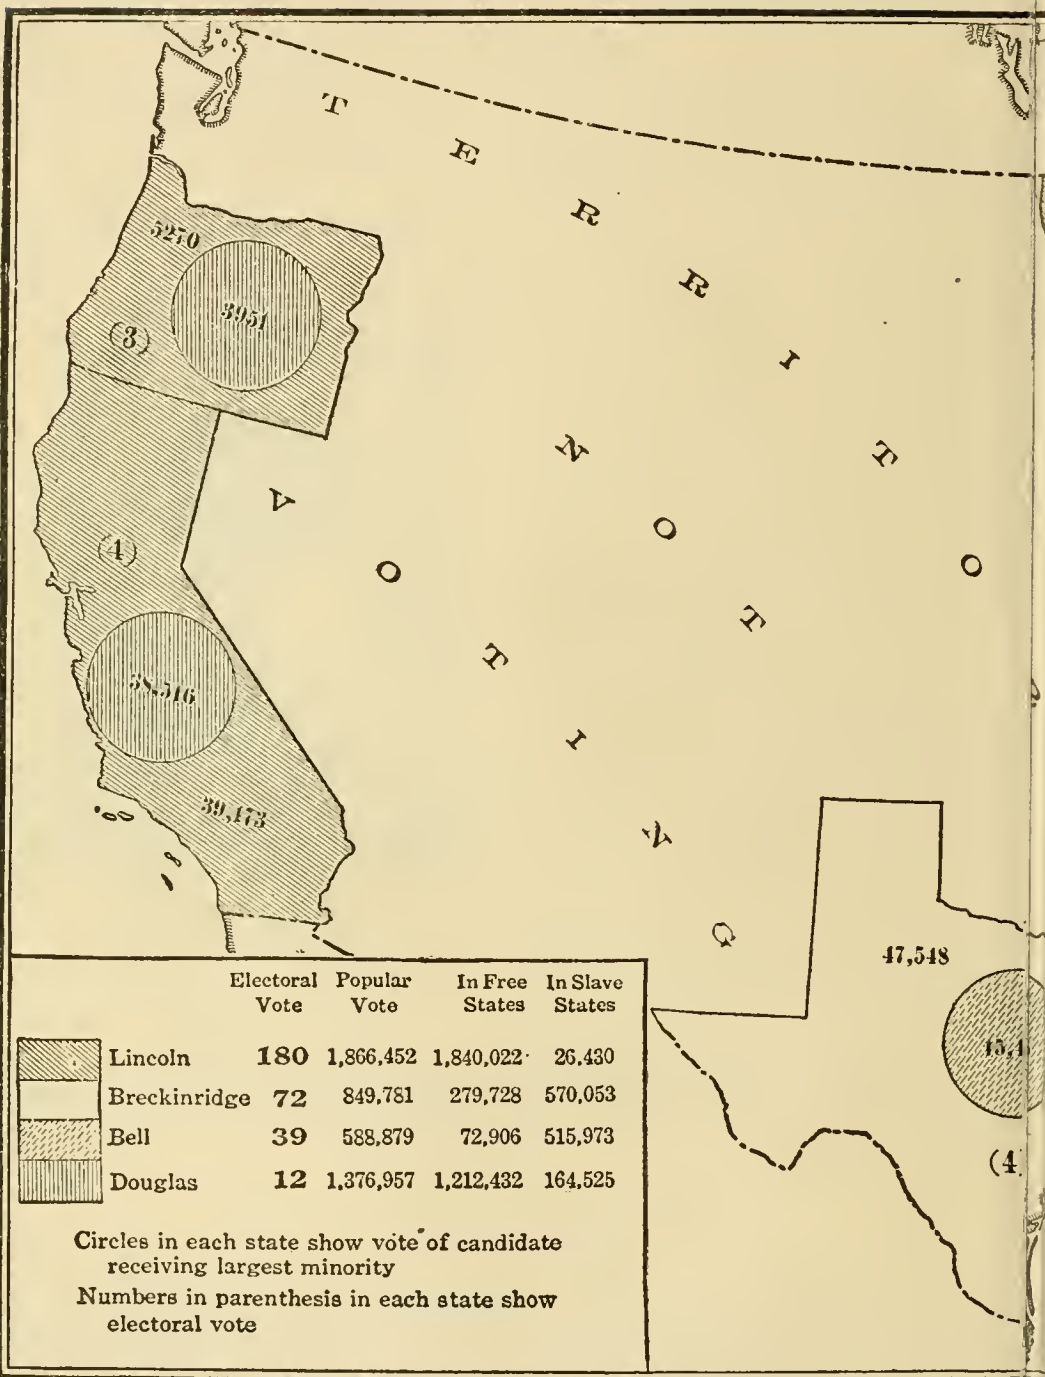 TERRITO
VOTING
NOT
5270
3951
(3)
(4)
38,516
39,173
47,548
(4)
Electoral Vote Popular Vote In Free States In Slave States
Lincoln 180 1,866,452 1,840,022 26,430
Breckinridge 72 849,781 279,728 570,053
Bell 39 588,879 72,906 515,973
Douglas 12 1,376,957 1,212,432 164,525
Circles in each state show vote of candidate
receiving largest minority
Numbers in parenthesis in each state show
electoral vote